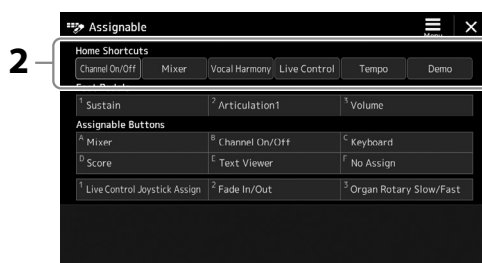 Assignable
Menu
2
Home Shortcuts
Channel On/Off Mixer Vocal Harmony Live Control Tempo Demo
1 Sustain 2 Articulation1 3 Volume
Assignable Buttons
A Mixer B Channel On/Off C Keyboard
D Score E Text Viewer F No Assign
1 Live Control Joystick Assign 2 Fade In/Out 3 Organ Rotary Slow/Fast